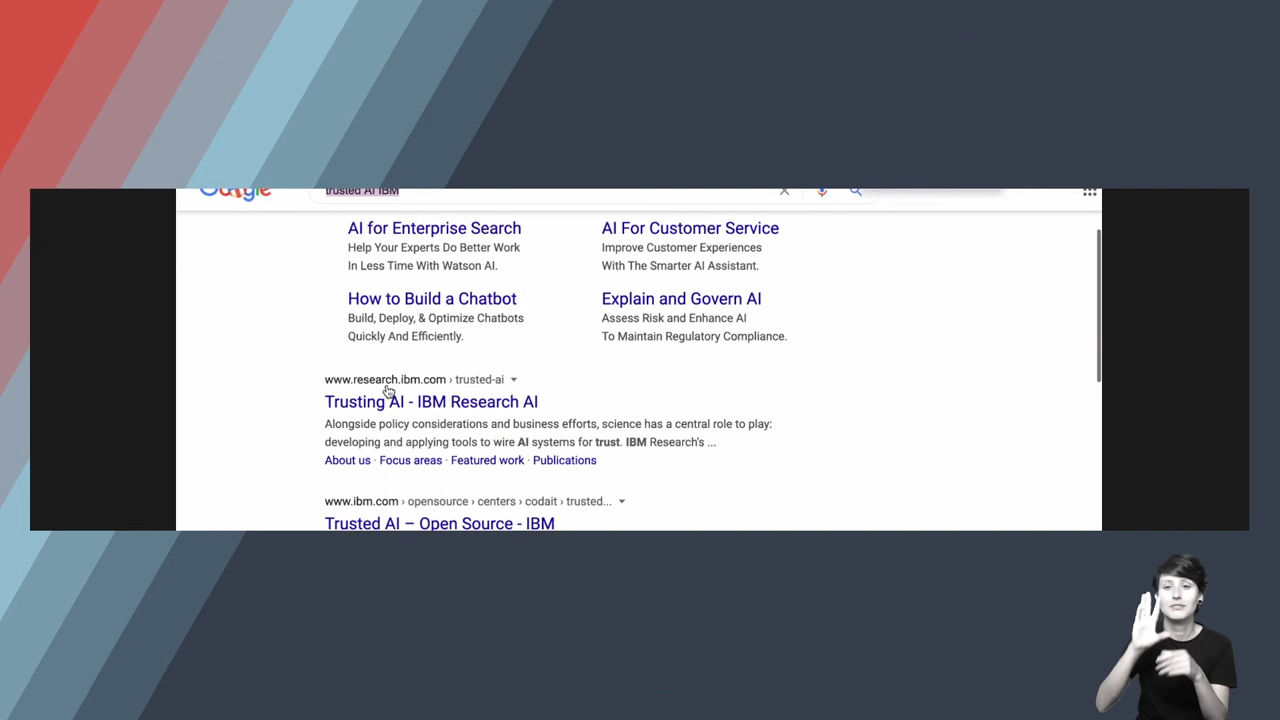 Google
trusted AI IBM
AI for Enterprise Search
Help Your Experts Do Better Work
In Less Time With Watson AI.
AI For Customer Service
Improve Customer Experiences
With The Smarter AI Assistant.
How to Build a Chatbot
Build, Deploy, & Optimize Chatbots
Quickly And Efficiently.
Explain and Govern AI
Assess Risk and Enhance AI
To Maintain Regulatory Compliance.
www.research.ibm.com › trusted-ai
Trusting AI - IBM Research AI
Alongside policy considerations and business efforts, science has a central role to play:
developing and applying tools to wire AI systems for trust. IBM Research's ...
About us · Focus areas · Featured work · Publications
www.ibm.com › opensource › centers › codait › trusted...
Trusted AI – Open Source - IBM